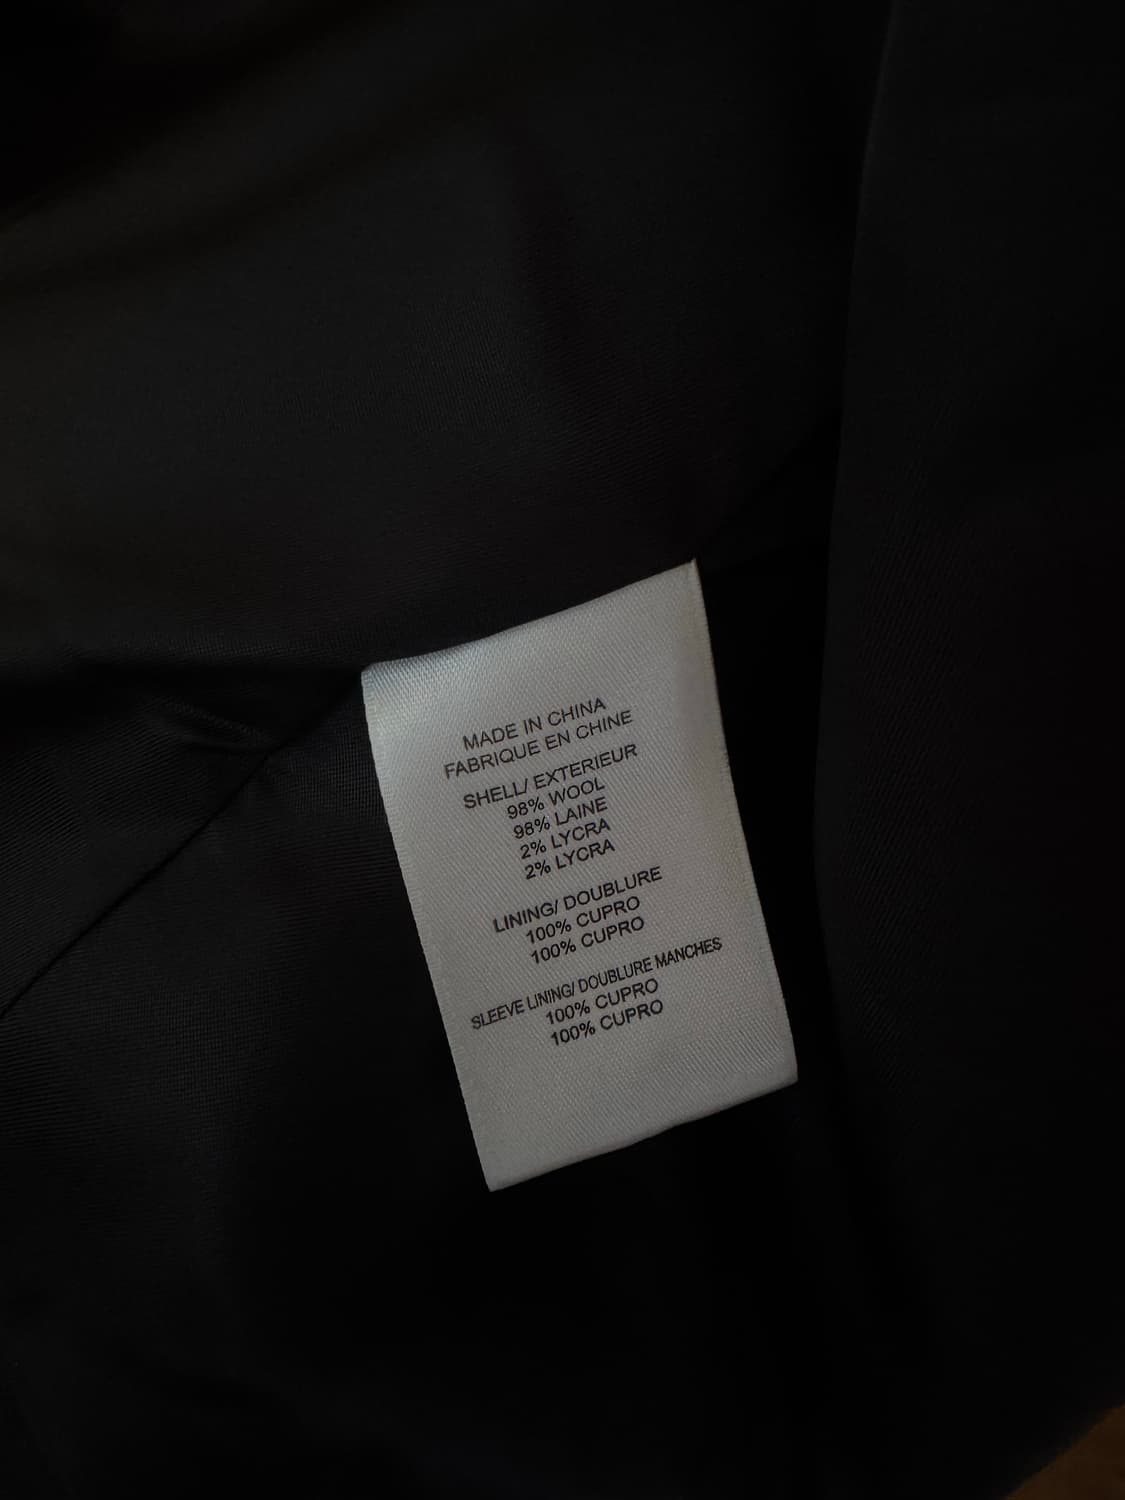 MADE IN CHINA
FABRIQUE EN CHINE
SHELL/ EXTERIEUR
98% WOOL
98% LAINE
2% LYCRA
2% LYCRA
LINING/ DOUBLURE
100% CUPRO
100% CUPRO
SLEEVE LINING/ DOUBLURE MANCHES
100% CUPRO
100% CUPRO